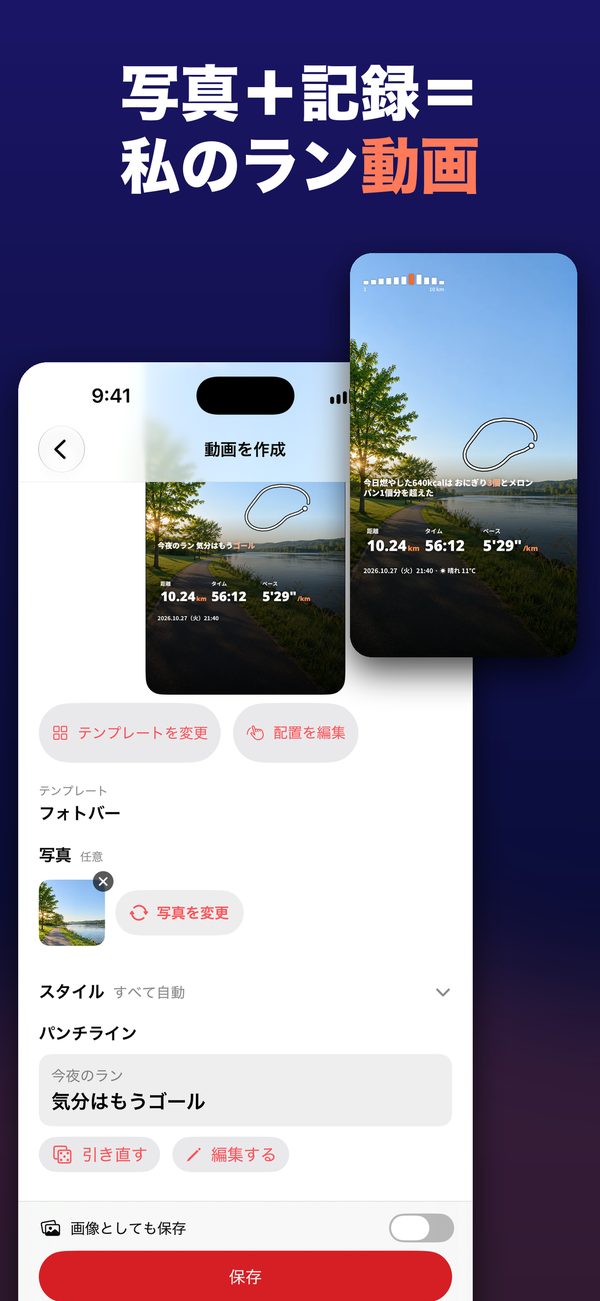 写真＋記録＝
私のラン動画
1
10 km
今日燃やした640kcalは おにぎり3個とメロン
パン1個分を超えた
距離 タイム ペース
10.24km 56:12 5'29"/km
2026.10.27（火）21:40 · ☀ 晴れ 11°C
9:41
動画を作成
今夜のラン 気分はもうゴール
距離 タイム ペース
10.24km 56:12 5'29"/km
2026.10.27（火）21:40
テンプレートを変更
配置を編集
テンプレート
フォトバー
写真 任意
写真を変更
スタイル すべて自動
パンチライン
今夜のラン
気分はもうゴール
引き直す
編集する
画像としても保存
保存